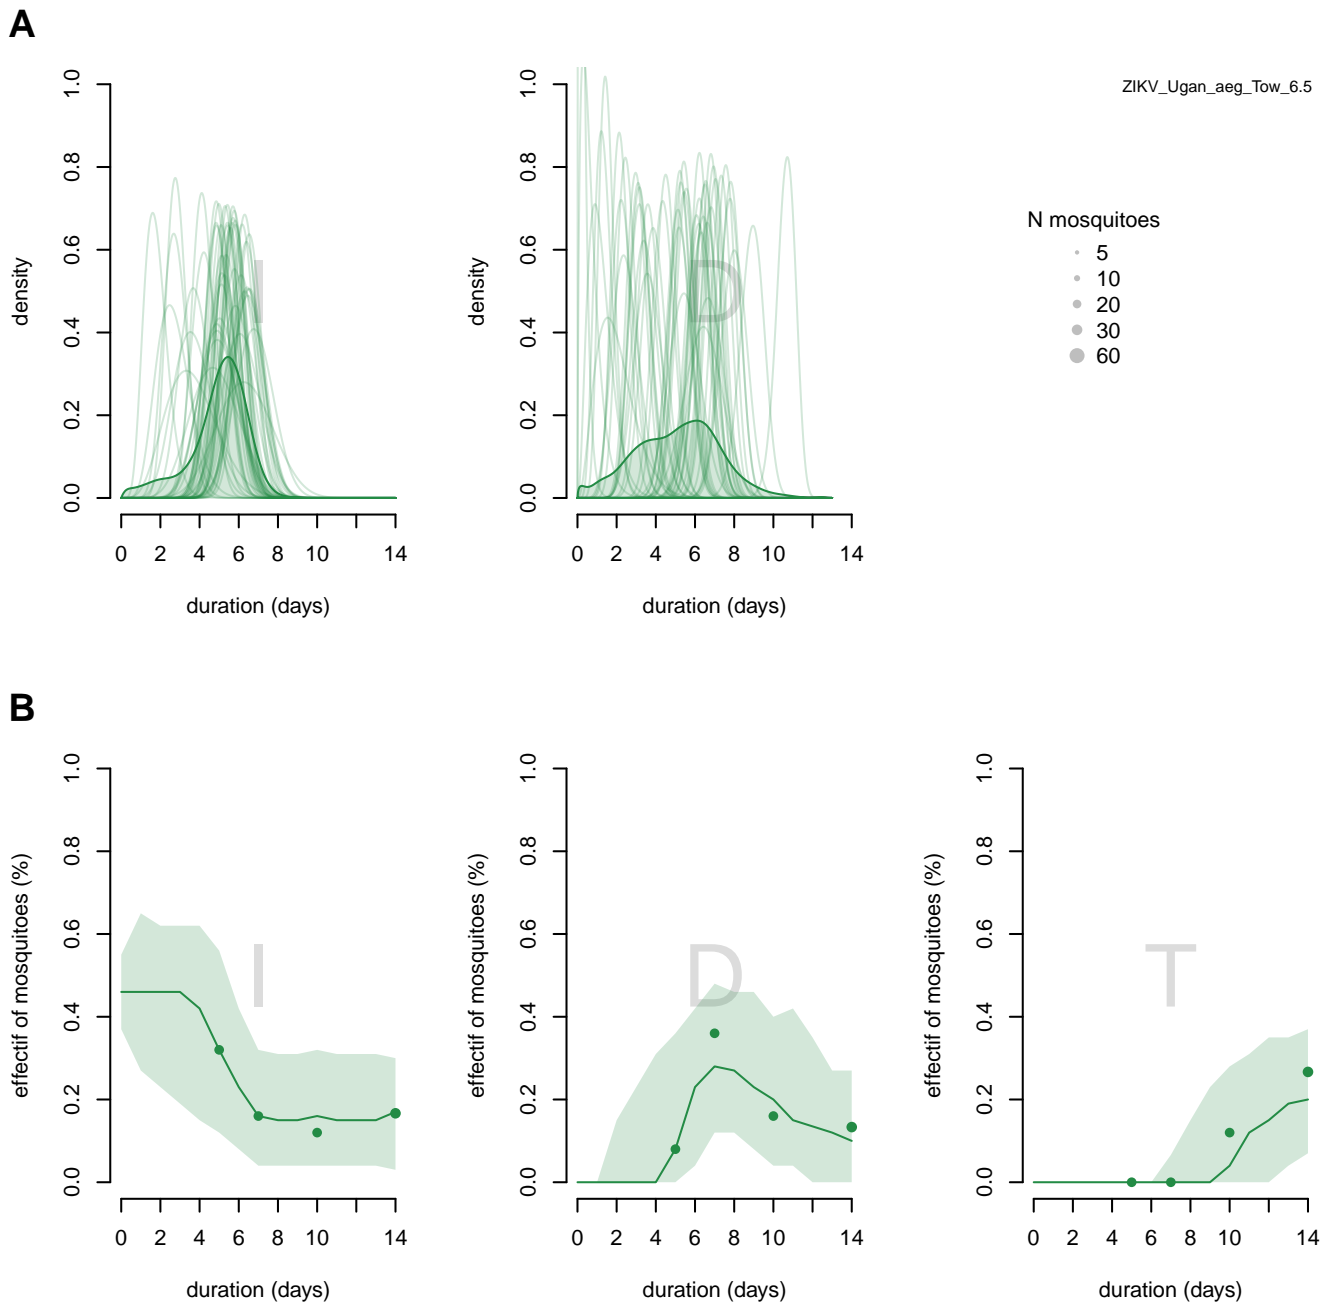 A
ZIKV_Ugan_aeg_Tow_6.5
density
0.0 0.2 0.4 0.6 0.8 1.0
I
0 2 4 6 8 10 14
duration (days)
density
0.0 0.2 0.4 0.6 0.8 1.0
D
0 2 4 6 8 10 14
duration (days)
N mosquitoes
5
10
20
30
60
B
effectif of mosquitoes (%)
0.0 0.2 0.4 0.6 0.8 1.0
I
0 2 4 6 8 10 14
duration (days)
effectif of mosquitoes (%)
0.0 0.2 0.4 0.6 0.8 1.0
D
0 2 4 6 8 10 14
duration (days)
effectif of mosquitoes (%)
0.0 0.2 0.4 0.6 0.8 1.0
T
0 2 4 6 8 10 14
duration (days)